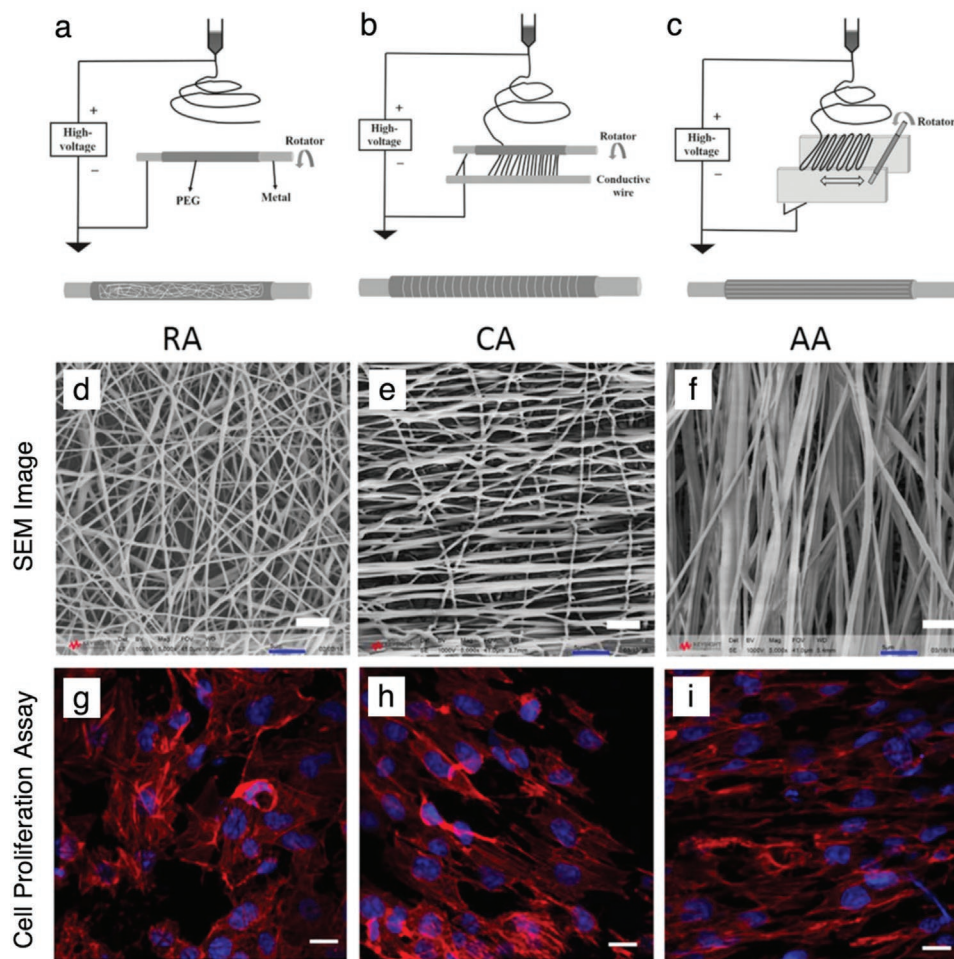 a
b
c
+
High-
voltage
−
Rotator
PEG
Metal
+
High-
voltage
−
Rotator
Conductive
wire
+
High-
voltage
−
Rotator
RA
CA
AA
SEM Image
d
e
f
Cell Proliferation Assay
g
h
i